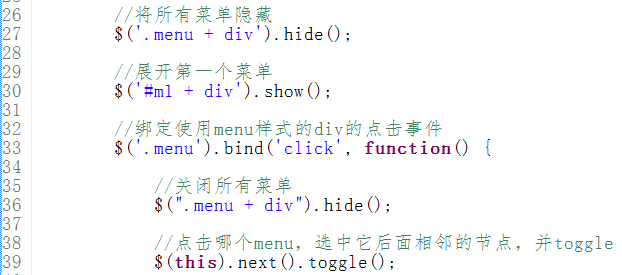 26 //将所有菜单隐藏
27 $('.menu + div').hide();
28
29 //展开第一个菜单
30 $('#m1 + div').show();
31
32 //绑定使用menu样式的div的点击事件
33 $('.menu').bind('click', function() {
34
35 //关闭所有菜单
36 $(".menu + div").hide();
37
38 //点击哪个menu，选中它后面相邻的节点，并toggle
39 $(this).next().toggle();